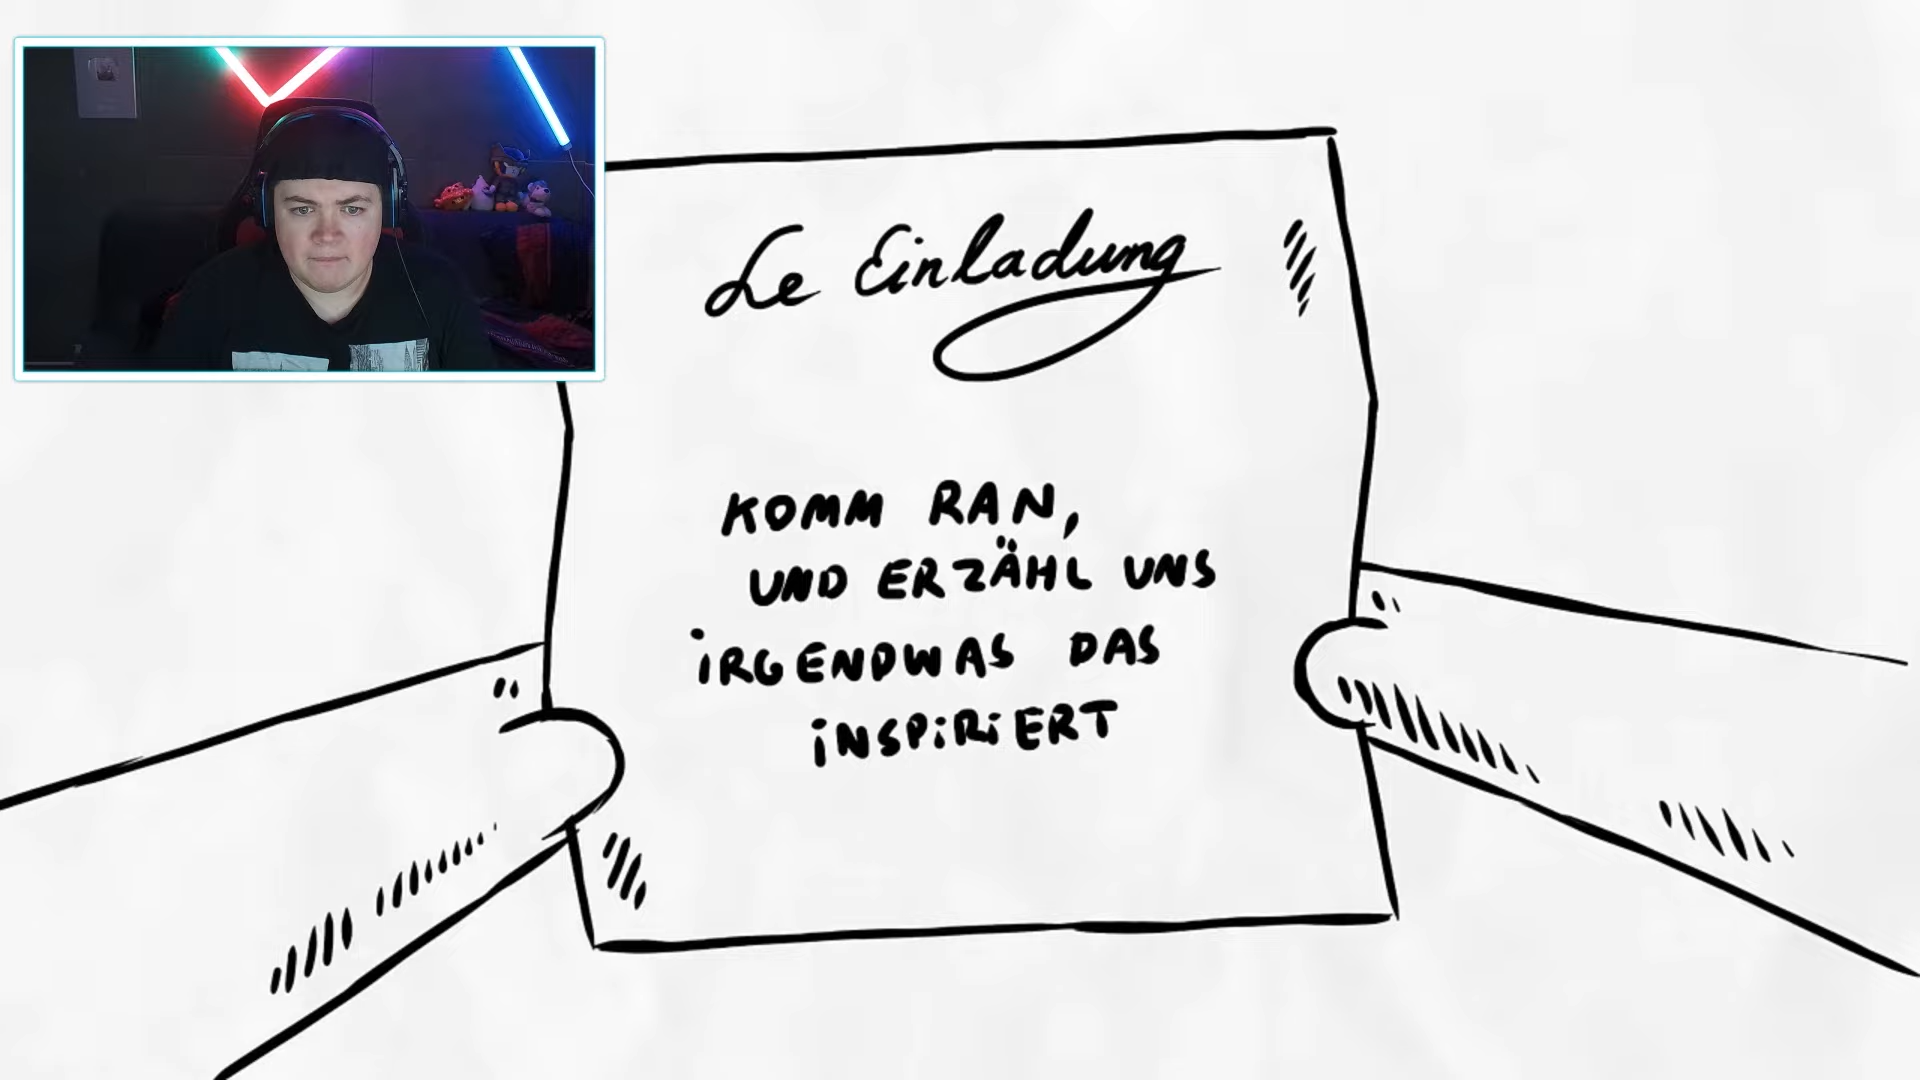 Le Einladung
KOMM RAN,
UND ERZÄHL UNS
iRGENDWAS DAS
iNSPiRiERT